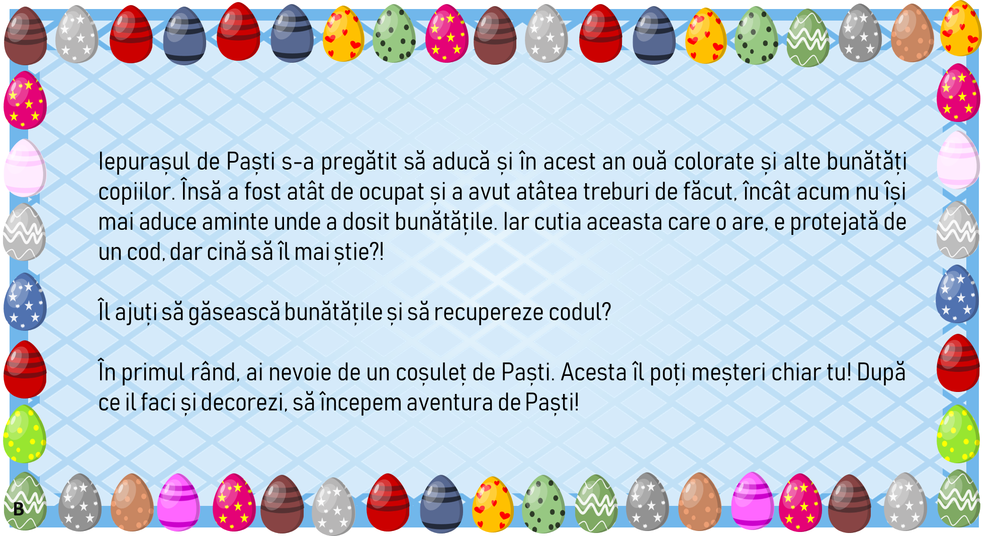 Iepurașul de Paști s-a pregătit să aducă și în acest an ouă colorate și alte bunătăți
copiilor. Însă a fost atât de ocupat și a avut atâtea treburi de făcut, încât acum nu își
mai aduce aminte unde a dosit bunătățile. Iar cutia aceasta care o are, e protejată de
un cod, dar cină să îl mai știe?!
Îl ajuți să găsească bunătățile și să recupereze codul?
În primul rând, ai nevoie de un coșuleț de Paști. Acesta îl poți meșteri chiar tu! După
ce il faci și decorezi, să începem aventura de Paști!
B